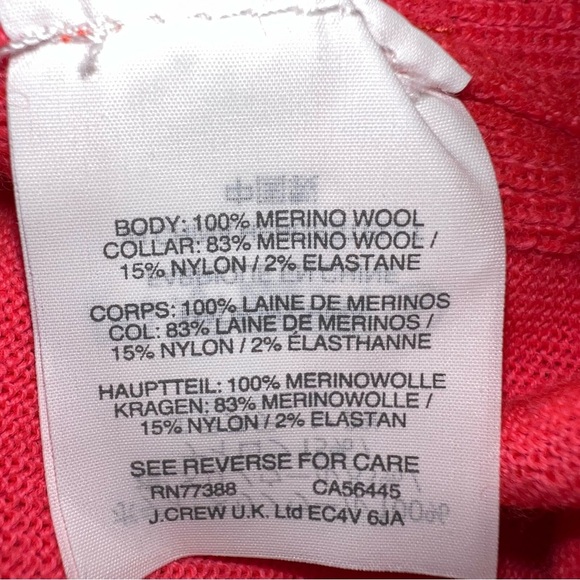 BODY: 100% MERINO WOOL
COLLAR: 83% MERINO WOOL /
15% NYLON / 2% ELASTANE
CORPS: 100% LAINE DE MERINOS
COL: 83% LAINE DE MERINOS /
15% NYLON / 2% ÉLASTHANNE
HAUPTTEIL: 100% MERINOWOLLE
KRAGEN: 83% MERINOWOLLE /
15% NYLON / 2% ELASTAN
SEE REVERSE FOR CARE
RN77388 CA56445
J.CREW U.K. Ltd EC4V 6JA